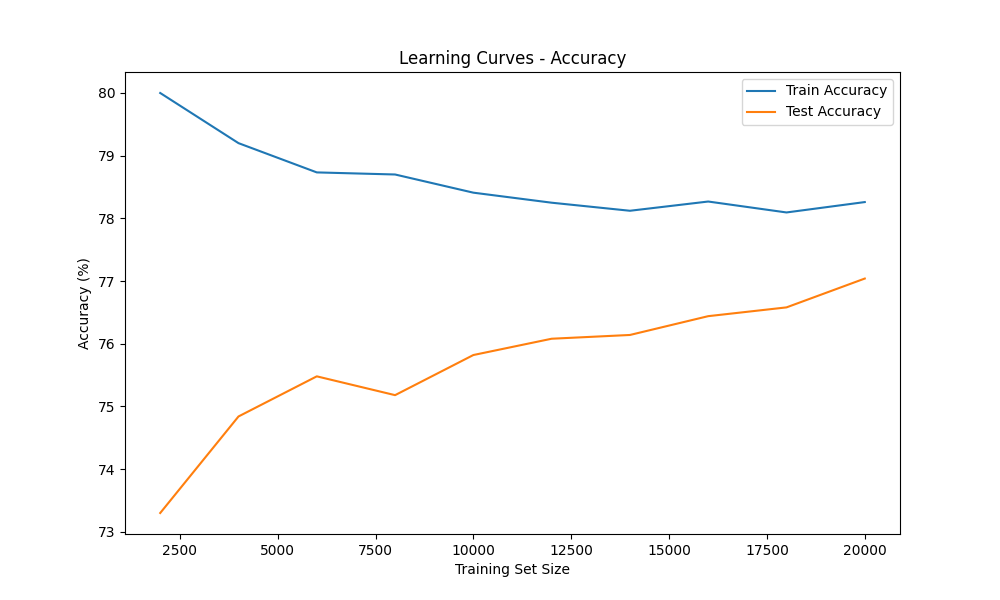 Learning Curves - Accuracy
Train Accuracy
Test Accuracy
Accuracy (%)
80
79
78
77
76
75
74
73
2500 5000 7500 10000 12500 15000 17500 20000
Training Set Size